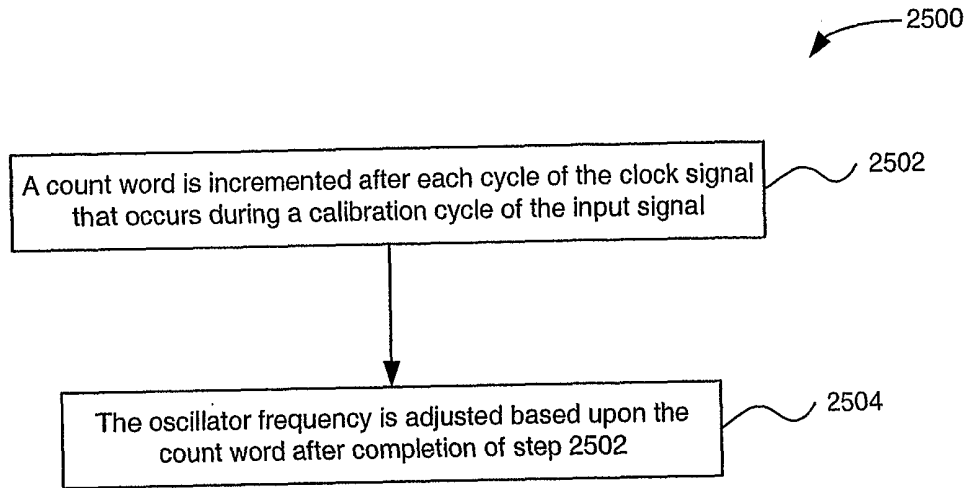 2500
A count word is incremented after each cycle of the clock signal
that occurs during a calibration cycle of the input signal
2502
The oscillator frequency is adjusted based upon the
count word after completion of step 2502
2504